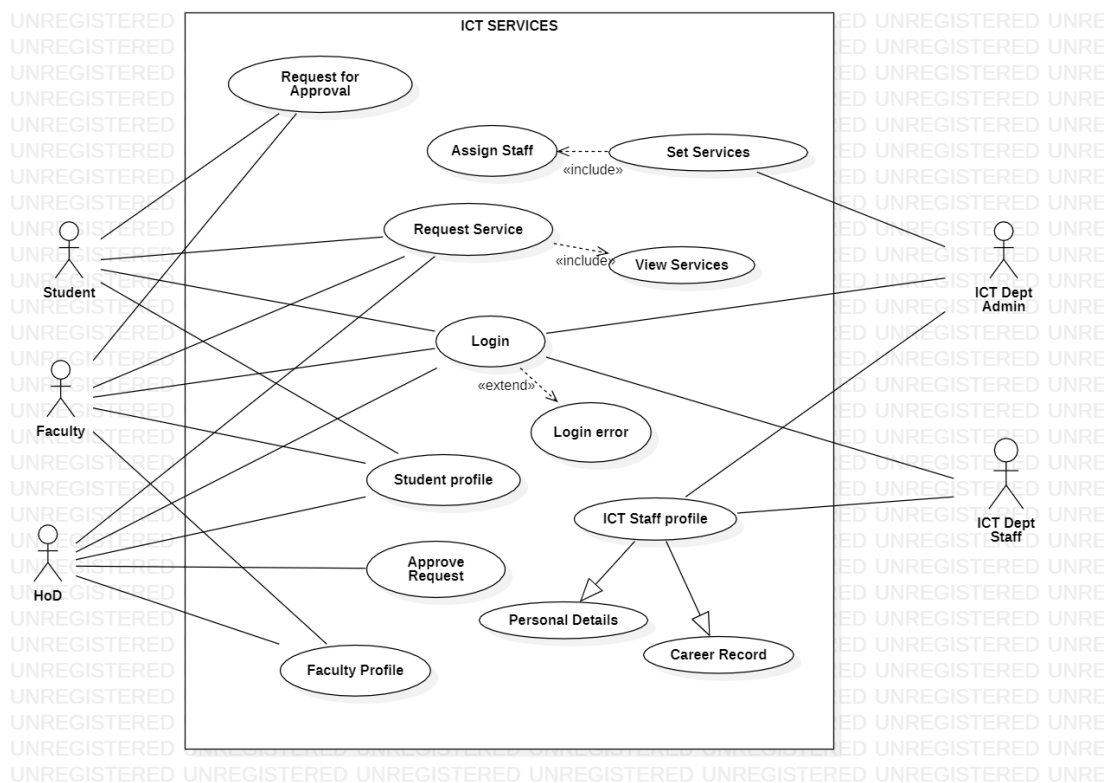 ICT SERVICES
Request for
Approval
Assign Staff
Set Services
«include»
Request Service
«include»
View Services
Student
ICT Dept
Admin
Login
«extend»
Login error
Faculty
Student profile
ICT Staff profile
ICT Dept
Staff
Approve
Request
HoD
Personal Details
Career Record
Faculty Profile
UNREGISTERED